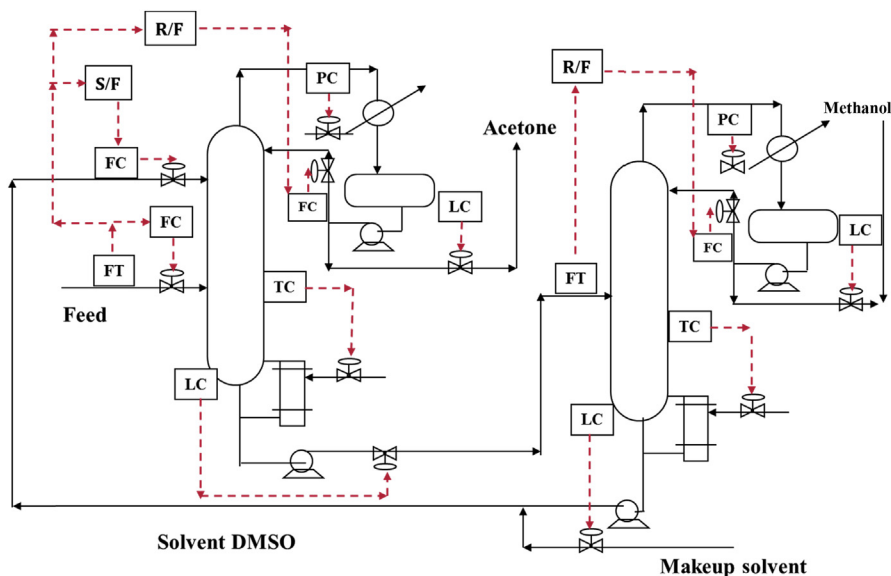 R/F
S/F
FC
FC
FT
Feed
PC
FC
LC
Acetone
TC
LC
R/F
FT
PC
Methanol
FC
LC
TC
LC
Solvent DMSO
Makeup solvent